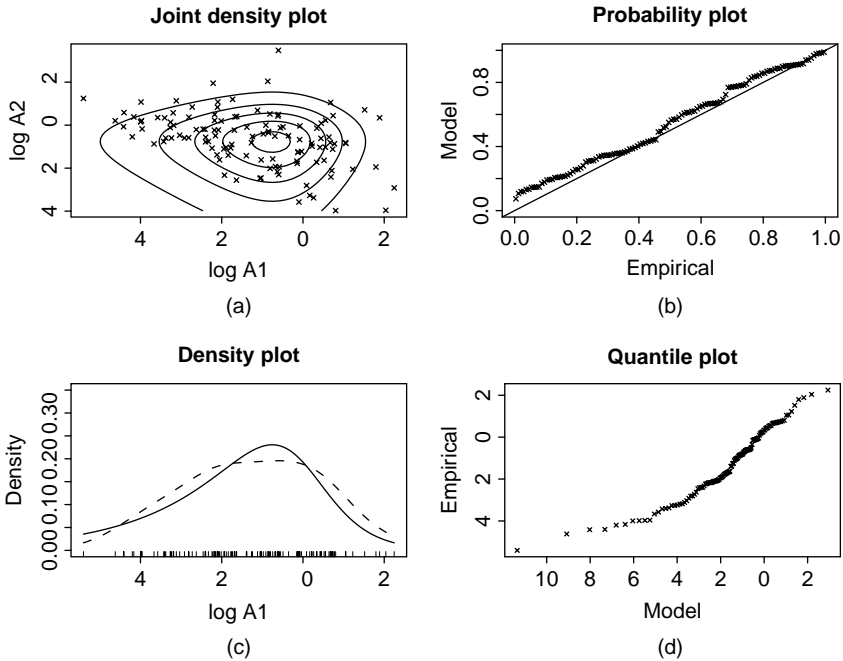 Joint density plot
log A2
2
0
2
4
4
2
0
2
log A1
(a)
Probability plot
Model
0.8
0.4
0.0
0.0
0.2
0.4
0.6
0.8
1.0
Empirical
(b)
Density plot
Density
0.30
0.20
0.10
0.00
4
2
0
2
log A1
(c)
Quantile plot
Empirical
2
0
2
4
10
8
6
4
2
0
2
Model
(d)